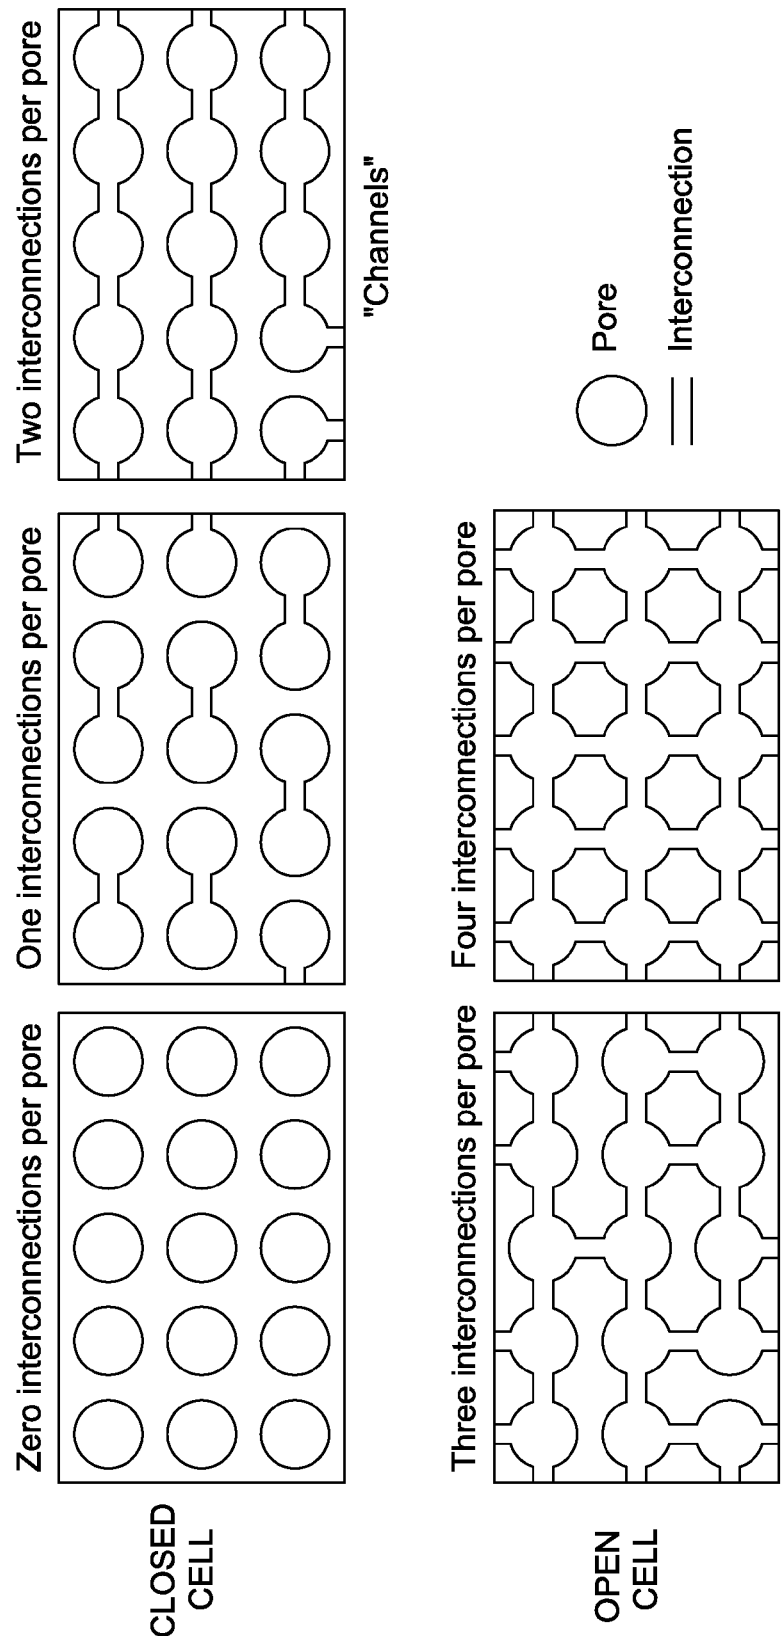 Zero interconnections per pore
One interconnections per pore
Two interconnections per pore
CLOSED
CELL
"Channels"
Three interconnections per pore
Four interconnections per pore
OPEN
CELL
Pore
Interconnection